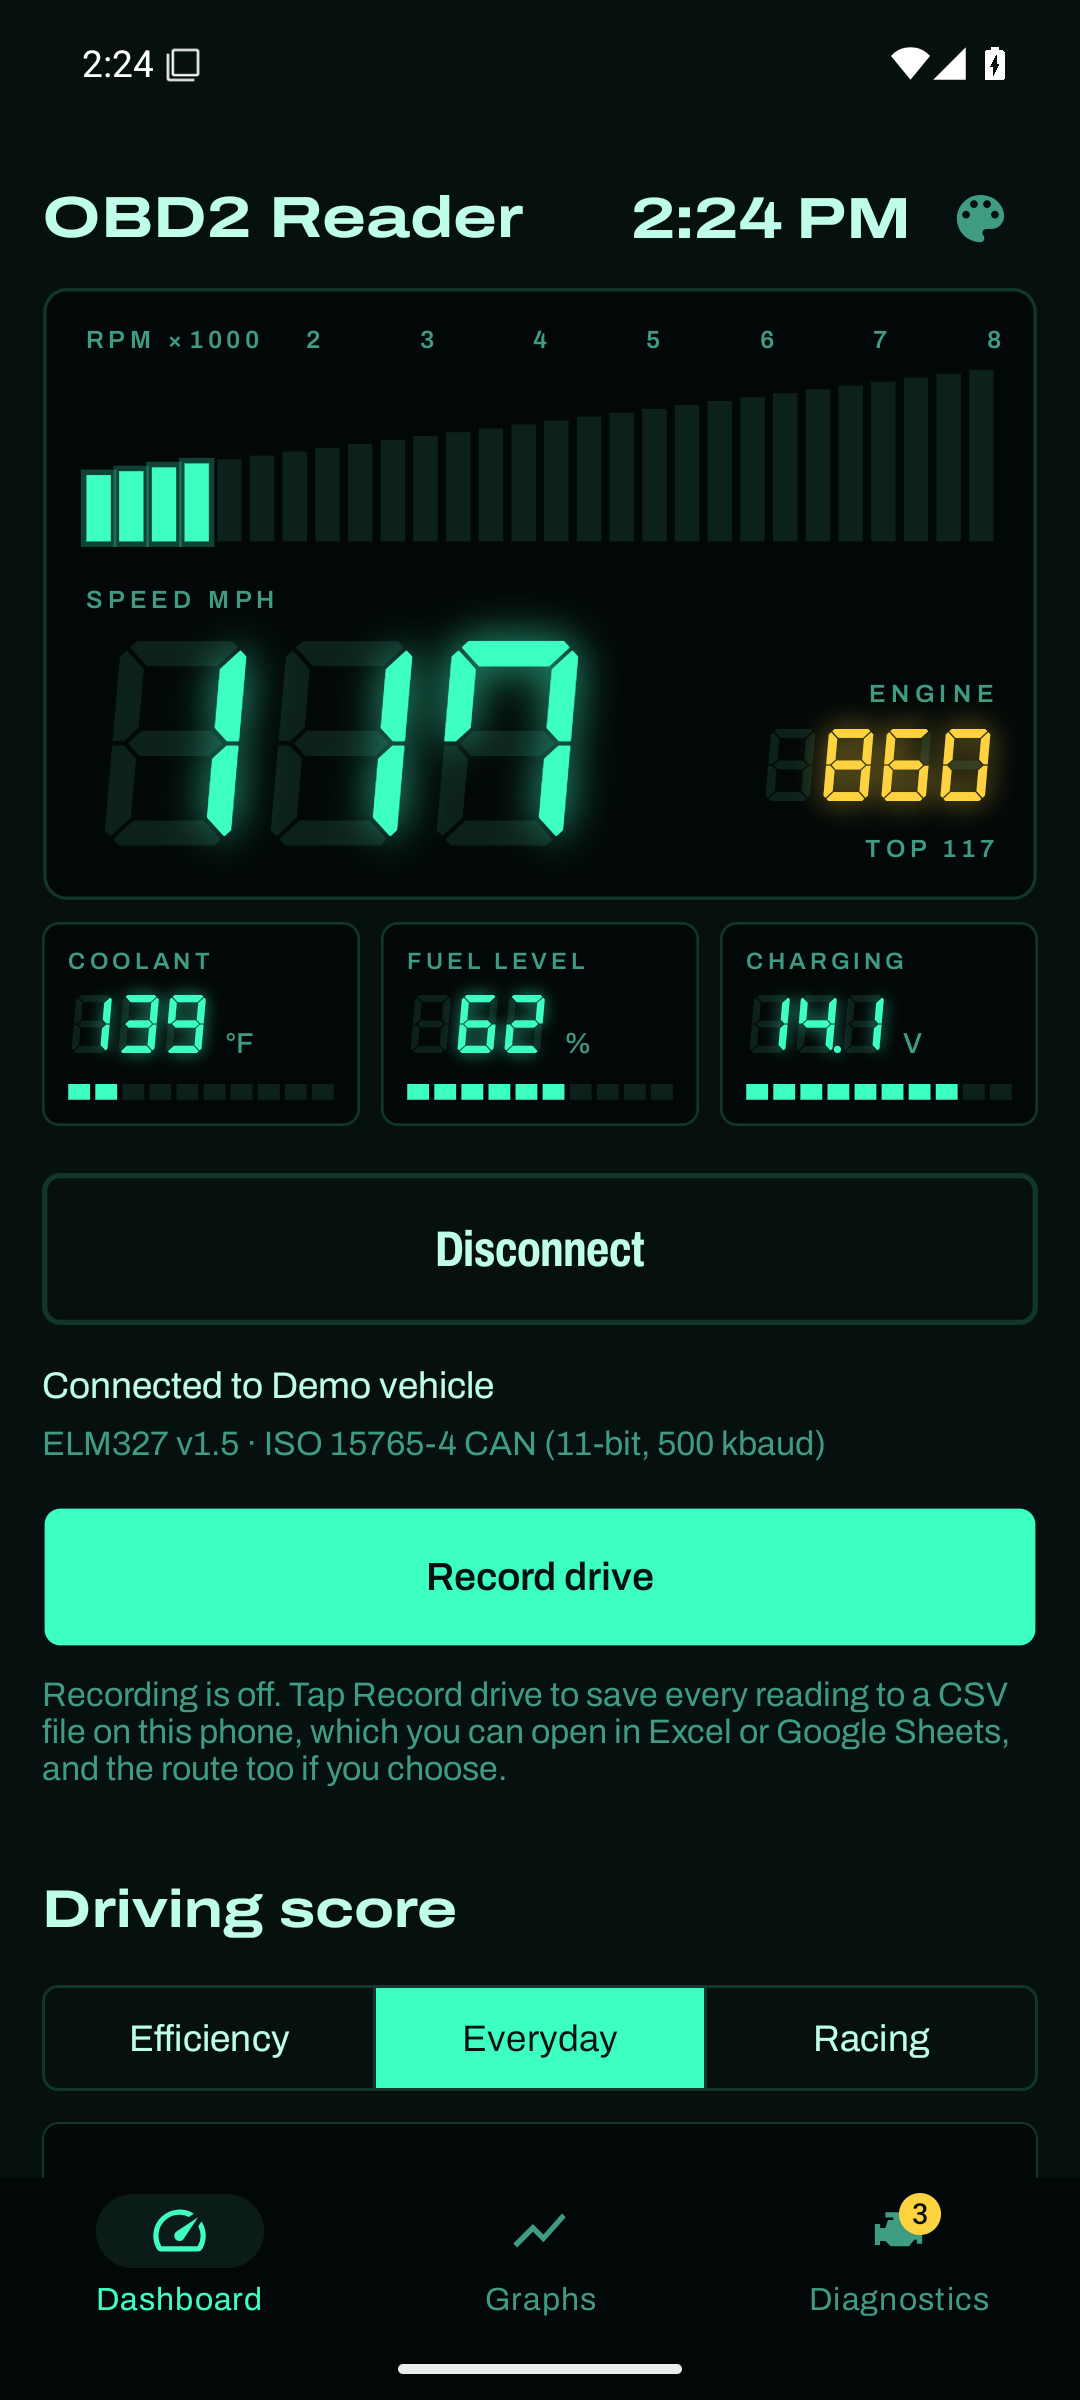 2:24
OBD2 Reader 2:24 PM
RPM ×1000 2 3 4 5 6 7 8
SPEED MPH
117
ENGINE
860
TOP 117
COOLANT
139 °F
FUEL LEVEL
62 %
CHARGING
14.1 V
Disconnect
Connected to Demo vehicle
ELM327 v1.5 · ISO 15765-4 CAN (11-bit, 500 kbaud)
Record drive
Recording is off. Tap Record drive to save every reading to a CSV
file on this phone, which you can open in Excel or Google Sheets,
and the route too if you choose.
Driving score
Efficiency Everyday Racing
3
Dashboard Graphs Diagnostics